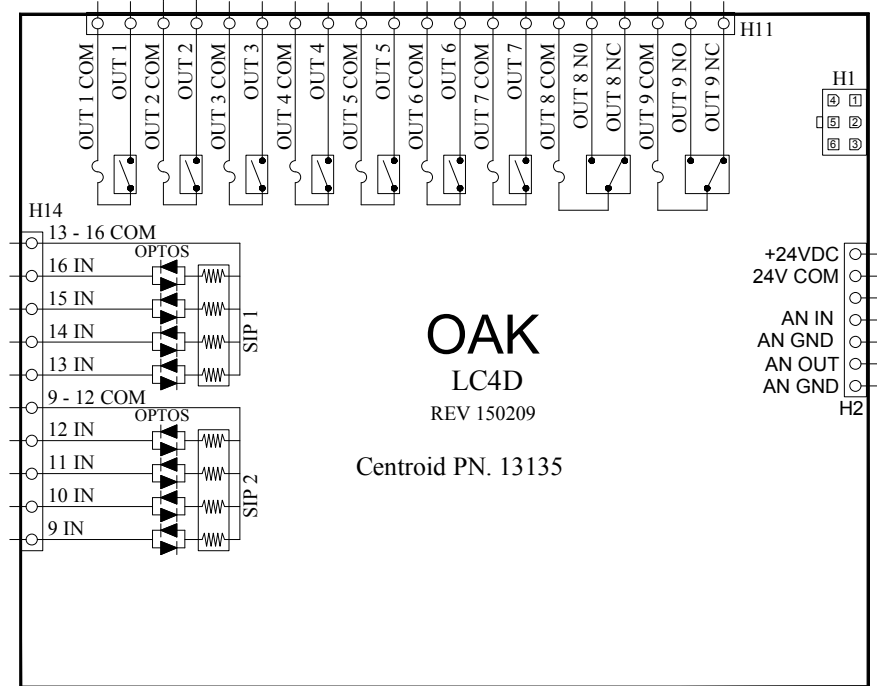 H11
OUT 1 COM
OUT 1
OUT 2 COM
OUT 2
OUT 3 COM
OUT 3
OUT 4 COM
OUT 4
OUT 5 COM
OUT 5
OUT 6 COM
OUT 6
OUT 7 COM
OUT 7
OUT 8 COM
OUT 8 N0
OUT 8 NC
OUT 9 COM
OUT 9 NO
OUT 9 NC
H1
4 1
5 2
6 3
H14
13 - 16 COM
OPTOS
16 IN
15 IN
14 IN
13 IN
SIP 1
9 - 12 COM
OPTOS
12 IN
11 IN
10 IN
9 IN
SIP 2
OAK
LC4D
REV 150209
Centroid PN. 13135
+24VDC
24V COM
AN IN
AN GND
AN OUT
AN GND
H2